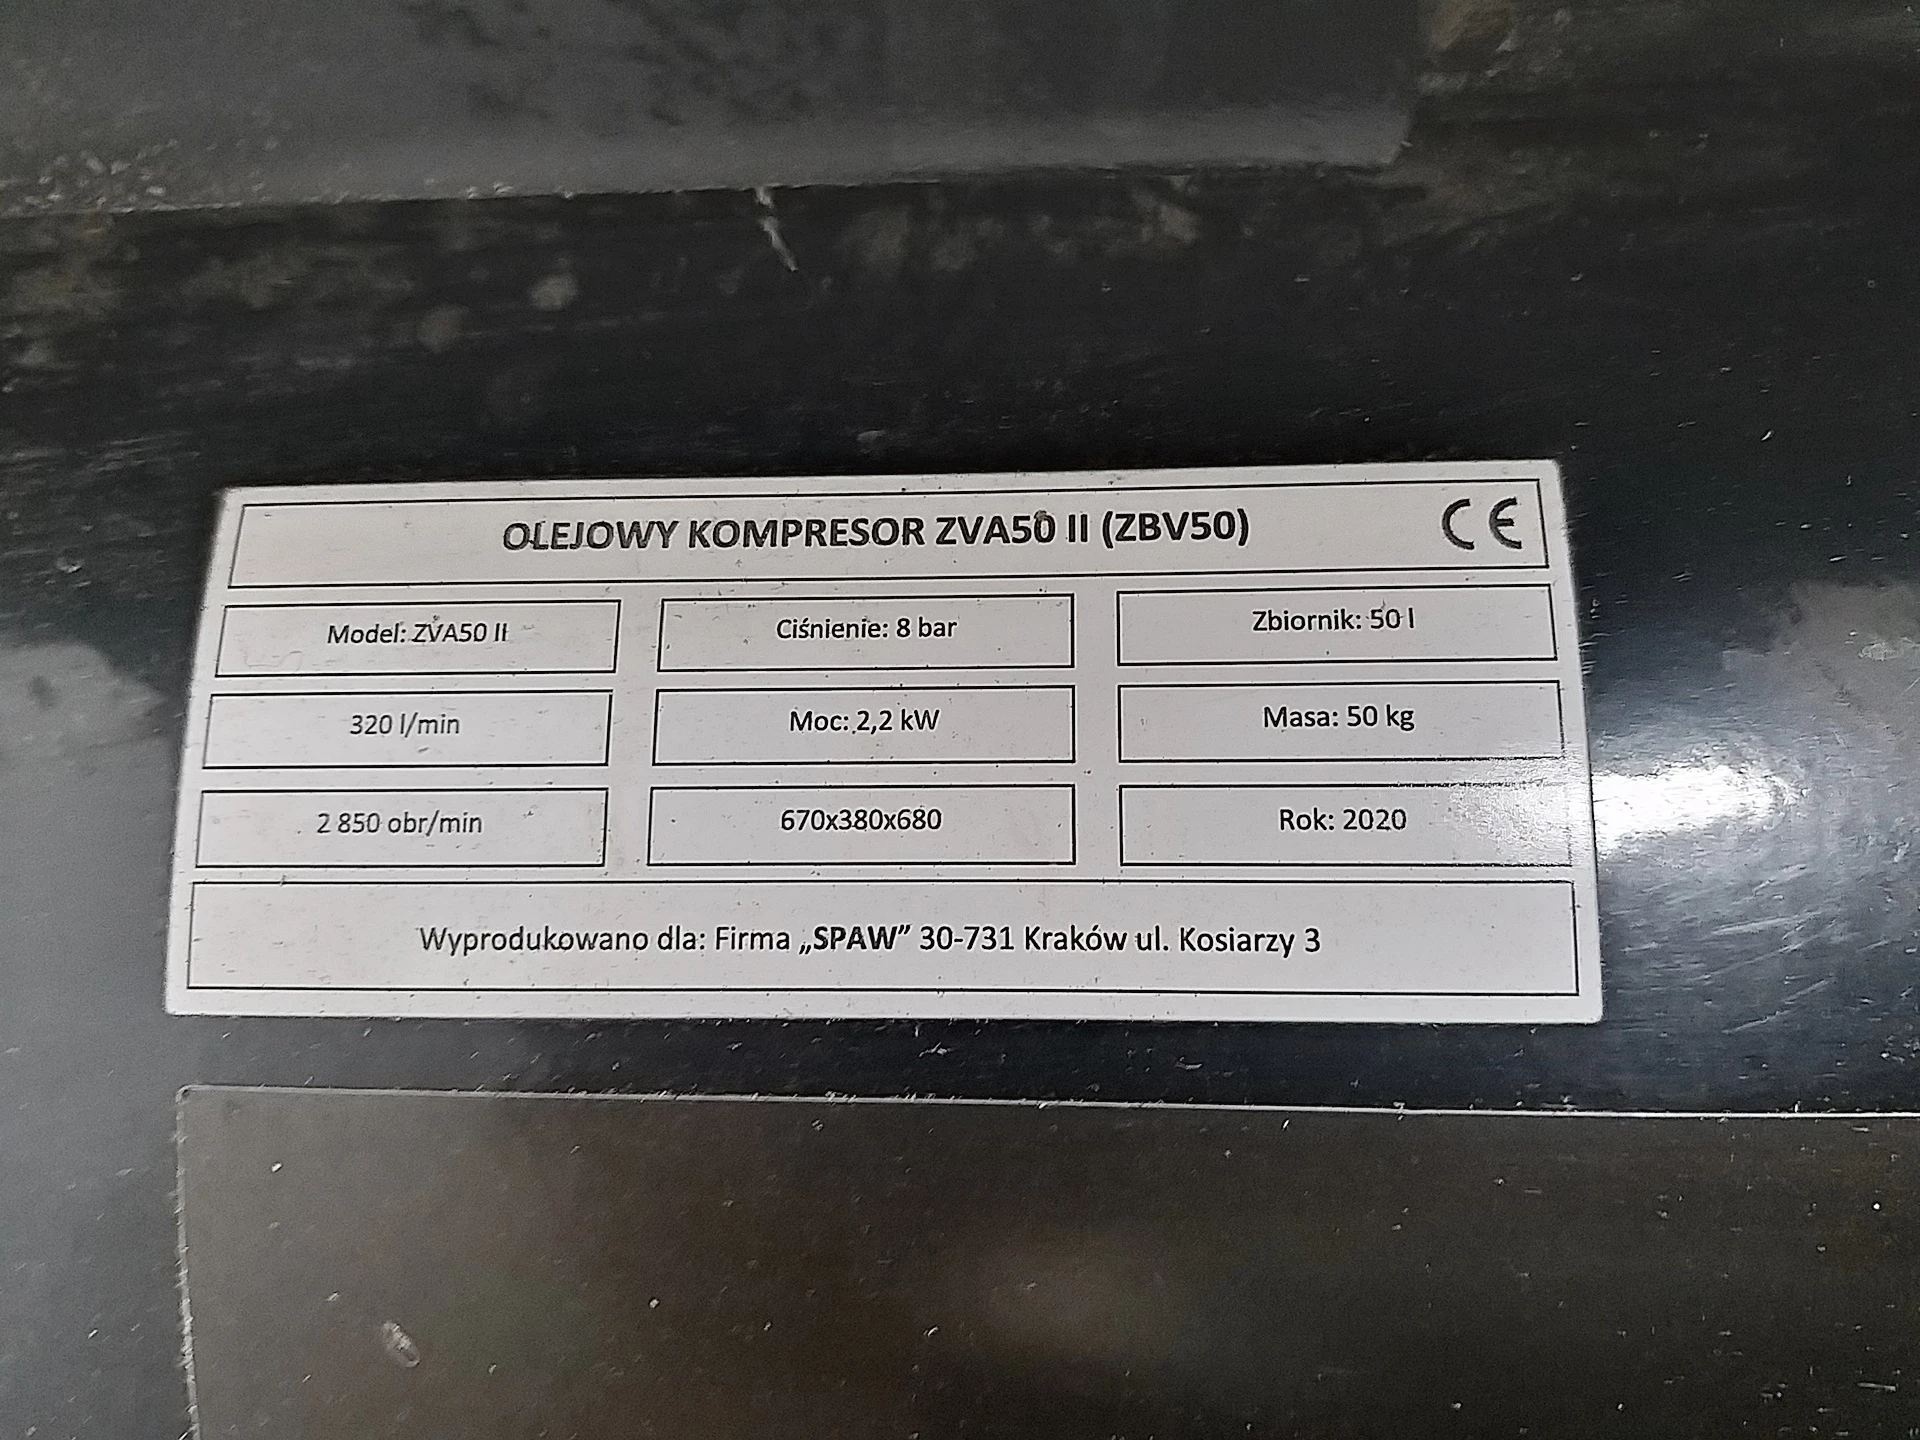 OLEJOWY KOMPRESOR ZVA50 II (ZBV50) CE
Model: ZVA50 II Ciśnienie: 8 bar Zbiornik: 50 l
320 l/min Moc: 2,2 kW Masa: 50 kg
2 850 obr/min 670x380x680 Rok: 2020
Wyprodukowano dla: Firma „SPAW” 30-731 Kraków ul. Kosiarzy 3